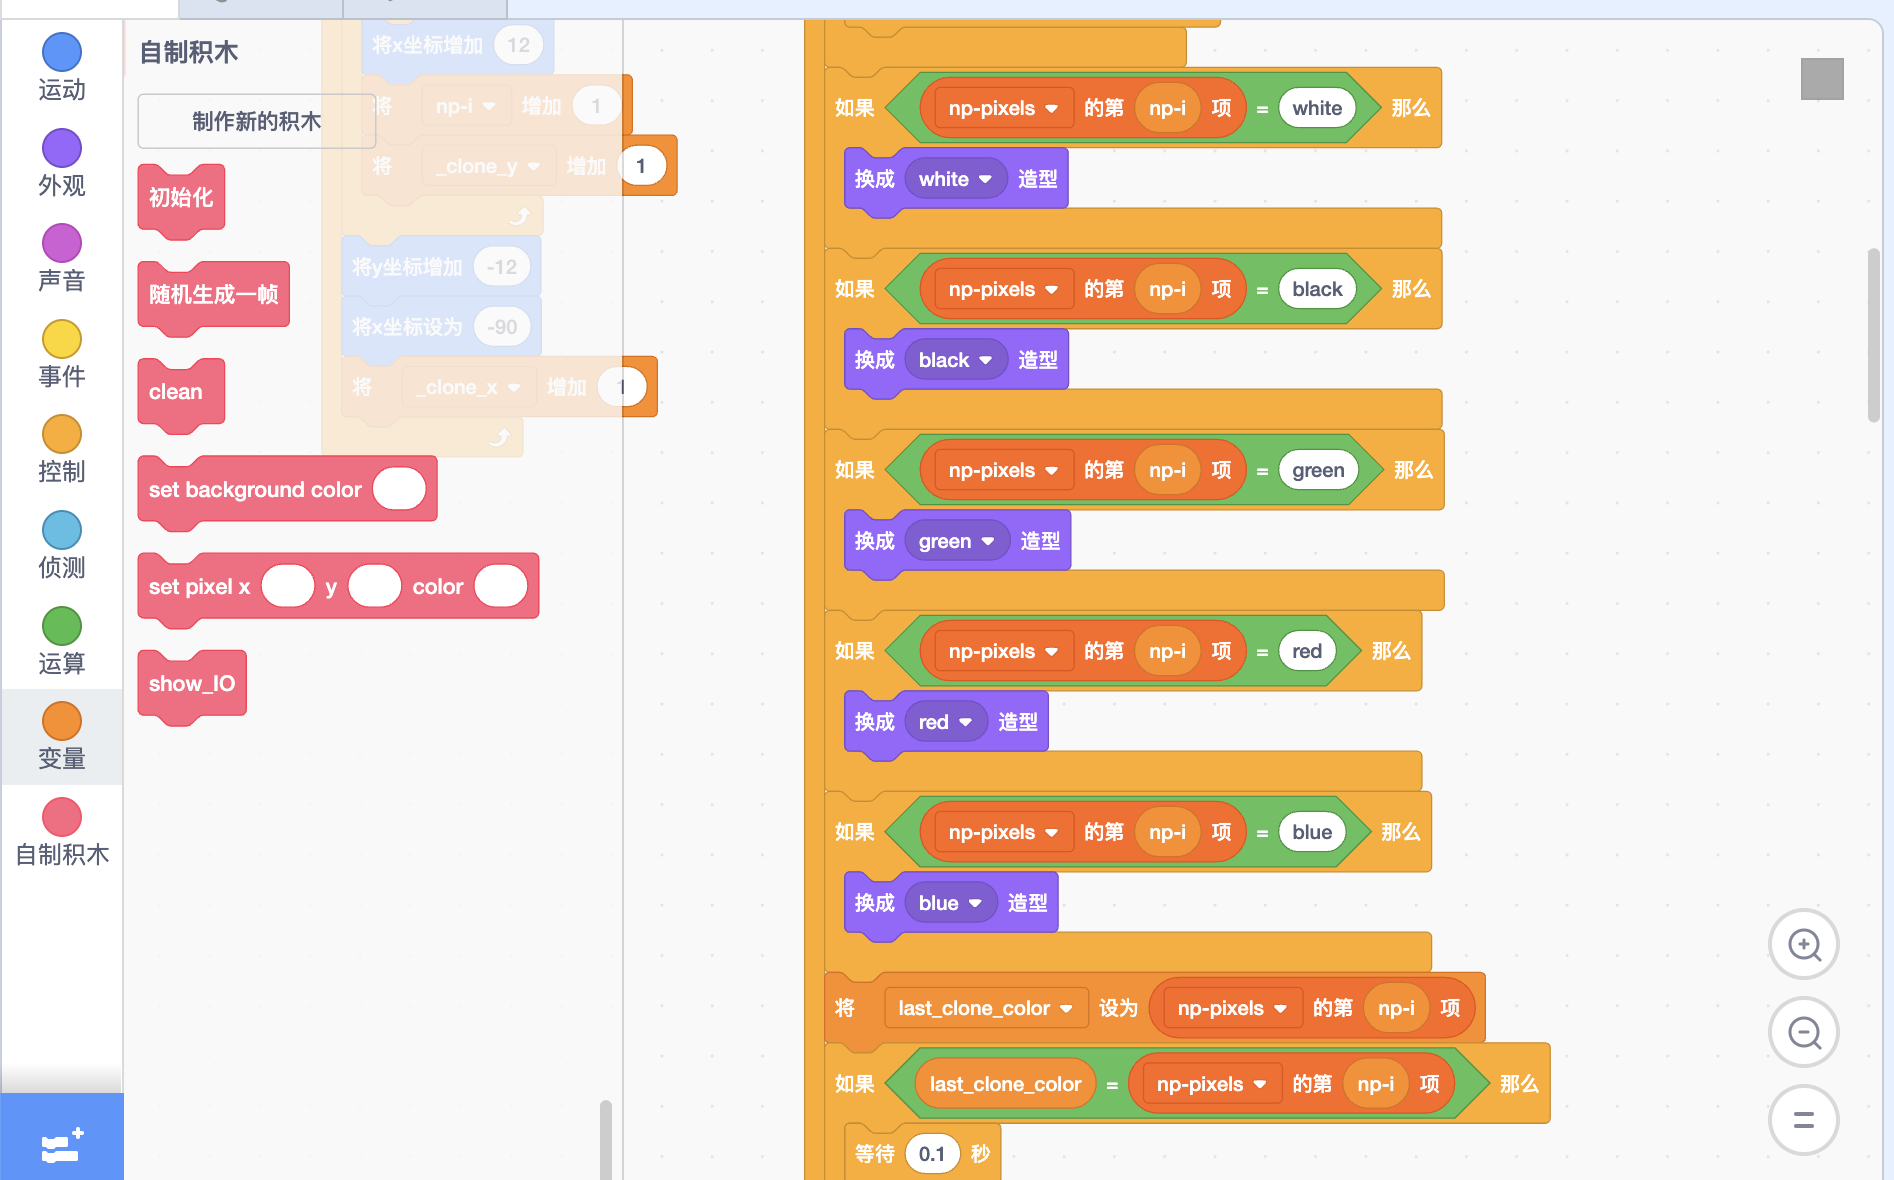 运动
外观
声音
事件
控制
侦测
运算
变量
自制积木
自制积木
制作新的积木
初始化
随机生成一帧
clean
set background color
set pixel x y color
show_IO
将x坐标增加 12
将 np-i 增加 1
将 _clone_y 增加 1
将y坐标增加 -12
将x坐标设为 -90
将 _clone_x 增加 1
如果 np-pixels 的第 np-i 项 = white 那么
换成 white 造型
如果 np-pixels 的第 np-i 项 = black 那么
换成 black 造型
如果 np-pixels 的第 np-i 项 = green 那么
换成 green 造型
如果 np-pixels 的第 np-i 项 = red 那么
换成 red 造型
如果 np-pixels 的第 np-i 项 = blue 那么
换成 blue 造型
将 last_clone_color 设为 np-pixels 的第 np-i 项
如果 last_clone_color = np-pixels 的第 np-i 项 那么
等待 0.1 秒